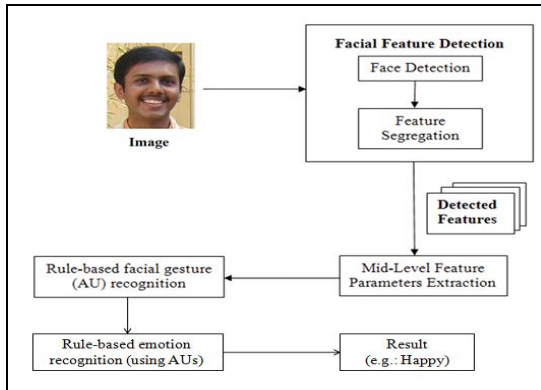 Facial Feature Detection
Face Detection
Feature
Segregation
Image
Detected
Features
Mid-Level Feature
Parameters Extraction
Rule-based facial gesture
(AU) recognition
Rule-based emotion
recognition (using AUs)
Result
(e.g.: Happy)